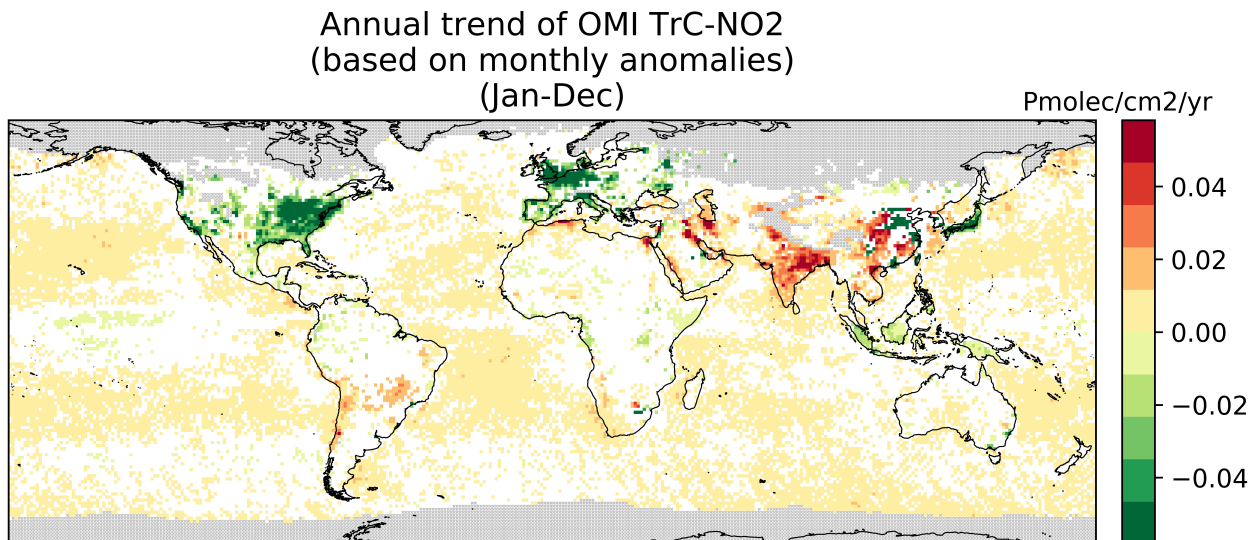 Annual trend of OMI TrC-NO2
(based on monthly anomalies)
(Jan-Dec)
Pmolec/cm2/yr
0.04
0.02
0.00
−0.02
−0.04